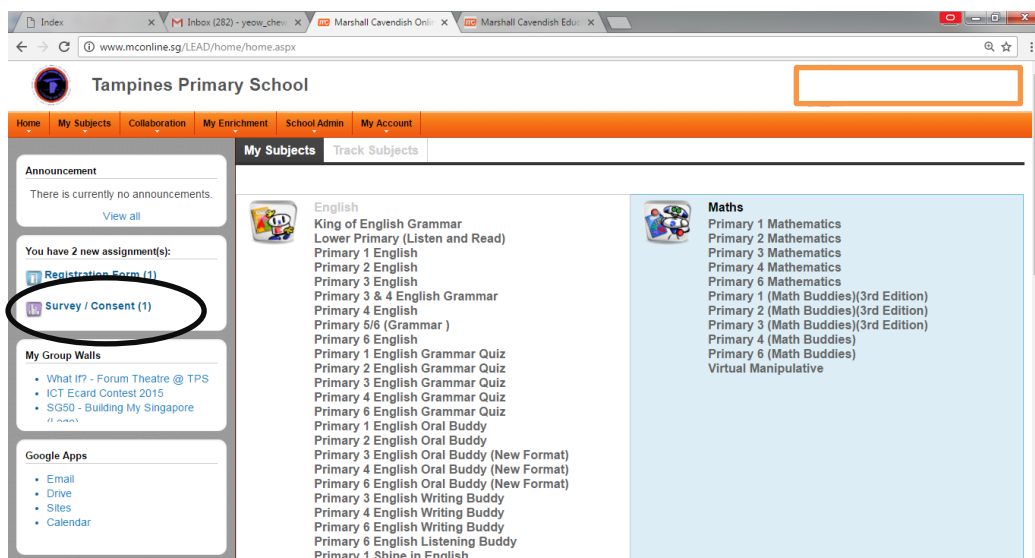 Index
Inbox (282) - yeow_chew
Marshall Cavendish Onlin
Marshall Cavendish Educ
www.mconline.sg/LEAD/home/home.aspx
Tampines Primary School
Home My Subjects Collaboration My Enrichment School Admin My Account
My Subjects Track Subjects
Announcement
There is currently no announcements.
View all
You have 2 new assignment(s):
Registration Form (1)
Survey / Consent (1)
My Group Walls
• What If? - Forum Theatre @ TPS
• ICT Ecard Contest 2015
• SG50 - Building My Singapore
(Lego)
Google Apps
• Email
• Drive
• Sites
• Calendar
English
King of English Grammar
Lower Primary (Listen and Read)
Primary 1 English
Primary 2 English
Primary 3 English
Primary 3 & 4 English Grammar
Primary 4 English
Primary 5/6 (Grammar )
Primary 6 English
Primary 1 English Grammar Quiz
Primary 2 English Grammar Quiz
Primary 3 English Grammar Quiz
Primary 4 English Grammar Quiz
Primary 6 English Grammar Quiz
Primary 1 English Oral Buddy
Primary 2 English Oral Buddy
Primary 3 English Oral Buddy (New Format)
Primary 4 English Oral Buddy (New Format)
Primary 6 English Oral Buddy (New Format)
Primary 3 English Writing Buddy
Primary 4 English Writing Buddy
Primary 6 English Writing Buddy
Primary 6 English Listening Buddy
Primary 1 Shine in English
Maths
Primary 1 Mathematics
Primary 2 Mathematics
Primary 3 Mathematics
Primary 4 Mathematics
Primary 6 Mathematics
Primary 1 (Math Buddies)(3rd Edition)
Primary 2 (Math Buddies)(3rd Edition)
Primary 3 (Math Buddies)(3rd Edition)
Primary 4 (Math Buddies)
Primary 6 (Math Buddies)
Virtual Manipulative